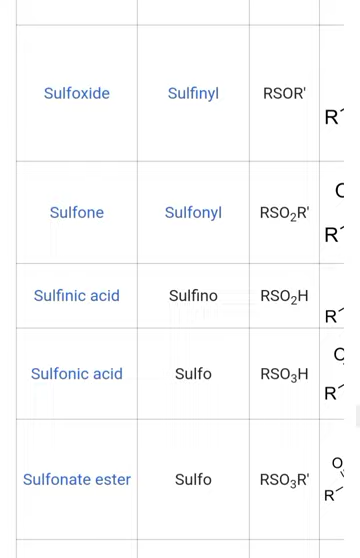 Sulfoxide Sulfinyl RSOR' R
Sulfone Sulfonyl RSO₂R' O R
Sulfinic acid Sulfino RSO₂H R
Sulfonic acid Sulfo RSO₃H O R
Sulfonate ester Sulfo RSO₃R' O R